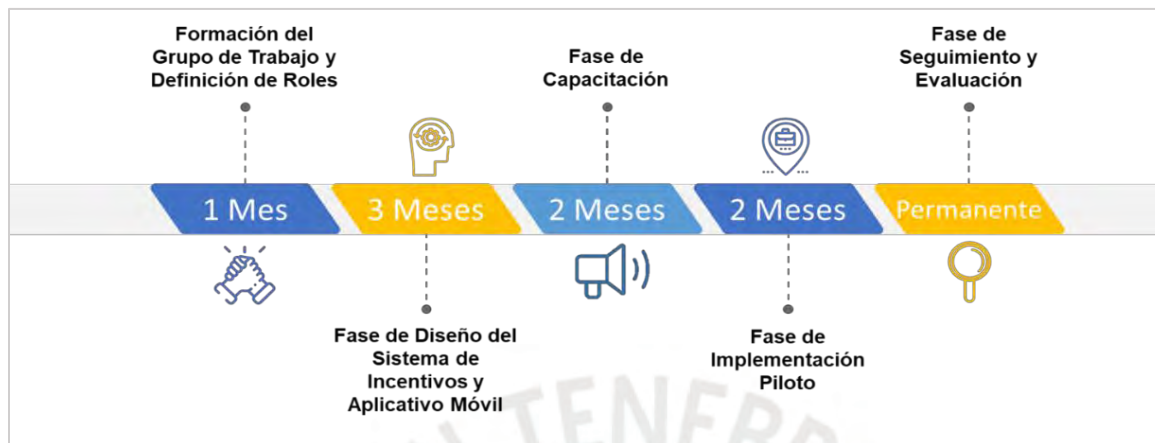 Formación del
Grupo de Trabajo y
Definición de Roles
Fase de
Capacitación
Fase de
Seguimiento y
Evaluación
1 Mes
3 Meses
2 Meses
2 Meses
Permanente
Fase de Diseño del
Sistema de
Incentivos y
Aplicativo Móvil
Fase de
Implementación
Piloto
TENEBR